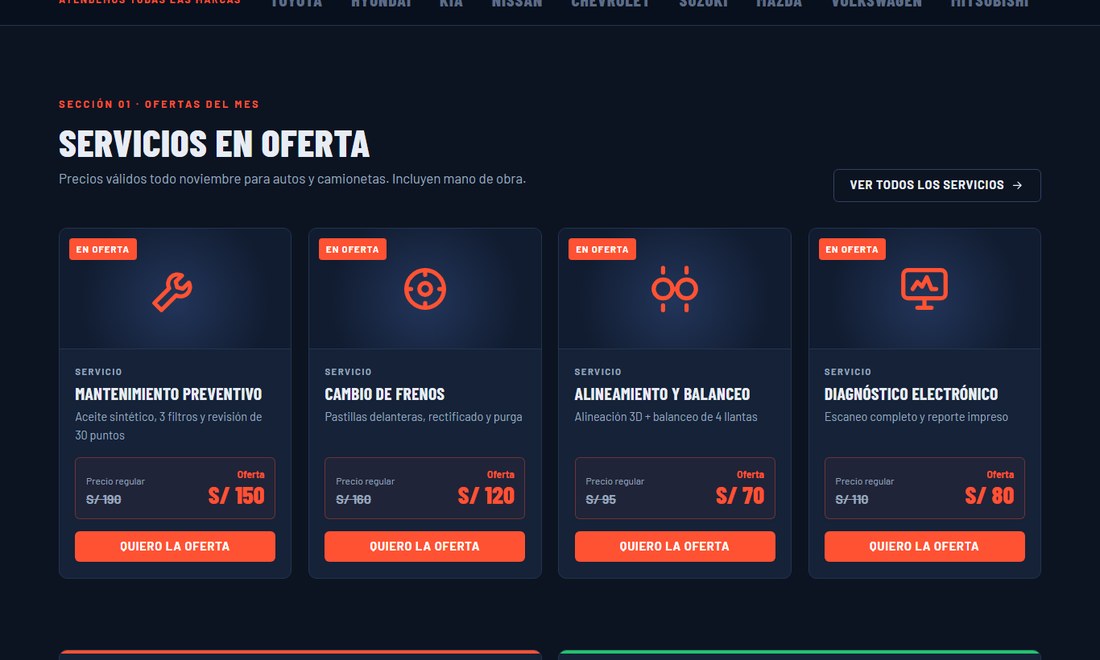 ATENDEMOS TODAS LAS MARCAS TOYOTA HYUNDAI KIA NISSAN CHEVROLET SUZUKI MAZDA VOLKSWAGEN MITSUBISHI
SECCIÓN 01 · OFERTAS DEL MES
SERVICIOS EN OFERTA
Precios válidos todo noviembre para autos y camionetas. Incluyen mano de obra.
VER TODOS LOS SERVICIOS →
EN OFERTA
SERVICIO
MANTENIMIENTO PREVENTIVO
Aceite sintético, 3 filtros y revisión de
30 puntos
Precio regular
S/ 190
Oferta
S/ 150
QUIERO LA OFERTA
EN OFERTA
SERVICIO
CAMBIO DE FRENOS
Pastillas delanteras, rectificado y purga
Precio regular
S/ 160
Oferta
S/ 120
QUIERO LA OFERTA
EN OFERTA
SERVICIO
ALINEAMIENTO Y BALANCEO
Alineación 3D + balanceo de 4 llantas
Precio regular
S/ 95
Oferta
S/ 70
QUIERO LA OFERTA
EN OFERTA
SERVICIO
DIAGNÓSTICO ELECTRÓNICO
Escaneo completo y reporte impreso
Precio regular
S/ 110
Oferta
S/ 80
QUIERO LA OFERTA